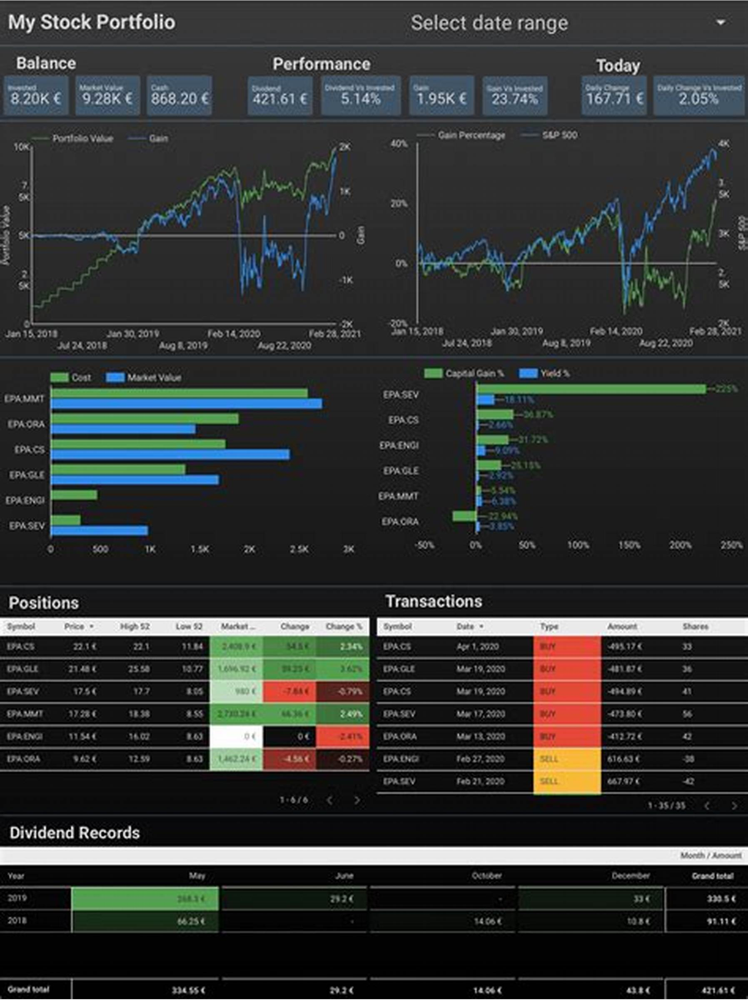 My Stock Portfolio
Select date range
Balance
Performance
Today
Invested
8.20K €
Market Value
9.28K €
Cash
868.20 €
Dividend
421.61 €
Dividend Vs Invested
5.14%
Gain
1.95K €
Gain Vs Invested
23.74%
Daily Change
167.71 €
Daily Change Vs Invested
2.05%
Portfolio Value Gain
10K
7.
5K
5K
2.
5K
0
Portfolio Value
2K
1K
0
-1K
-2K
Gain
Jan 15, 2018 Jan 30, 2019 Feb 14, 2020 Feb 28, 2021
Jul 24, 2018 Aug 8, 2019 Aug 22, 2020
Gain Percentage S&P 500
40%
20%
0%
-20%
4K
3.
5K
3K
2.
5K
2K
S&P 500
Jan 15, 2018 Jan 30, 2019 Feb 14, 2020 Feb 28, 2021
Jul 24, 2018 Aug 8, 2019 Aug 22, 2020
Cost Market Value
EPA:MMT
EPA:ORA
EPA:CS
EPA:GLE
EPA:ENGI
EPA:SEV
0 500 1K 1.5K 2K 2.5K 3K
Capital Gain % Yield %
EPA:SEV 225%
18.11%
EPA:CS 36.87%
2.66%
EPA:ENGI 31.72%
9.09%
EPA:GLE 25.15%
2.92%
EPA:MMT 5.54%
6.38%
EPA:ORA -22.94%
3.85%
-50% 0% 50% 100% 150% 200% 250%
Positions
Symbol Price High 52 Low 52 Market ... Change Change %
EPA:CS 22.1 € 22.1 11.84 2,408.9 € 54.5 € 2.34%
EPA:GLE 21.48 € 25.58 10.77 1,696.92 € 59.25 € 3.62%
EPA:SEV 17.5 € 17.7 8.05 980 € -7.84 € -0.79%
EPA:MMT 17.28 € 18.38 8.55 2,730.24 € 66.36 € 2.49%
EPA:ENGI 11.54 € 16.02 8.63 0 € 0 € -2.41%
EPA:ORA 9.62 € 12.59 8.63 1,462.24 € -4.56 € -0.27%
1 - 6 / 6 < >
Transactions
Symbol Date Type Amount Shares
EPA:CS Apr 1, 2020 BUY -495.17 € 33
EPA:GLE Mar 19, 2020 BUY -481.87 € 36
EPA:CS Mar 19, 2020 BUY -494.89 € 41
EPA:SEV Mar 17, 2020 BUY -473.80 € 56
EPA:ORA Mar 13, 2020 BUY -412.72 € 42
EPA:ENGI Feb 27, 2020 SELL 616.63 € -38
EPA:SEV Feb 21, 2020 SELL 667.97 € -42
1 - 35 / 35 < >
Dividend Records
Month / Amount
Year May June October December Grand total
2019 268.3 € 29.2 € - 33 € 330.5 €
2018 66.25 € - 14.06 € 10.8 € 91.11 €
Grand total 334.55 € 29.2 € 14.06 € 43.8 € 421.61 €